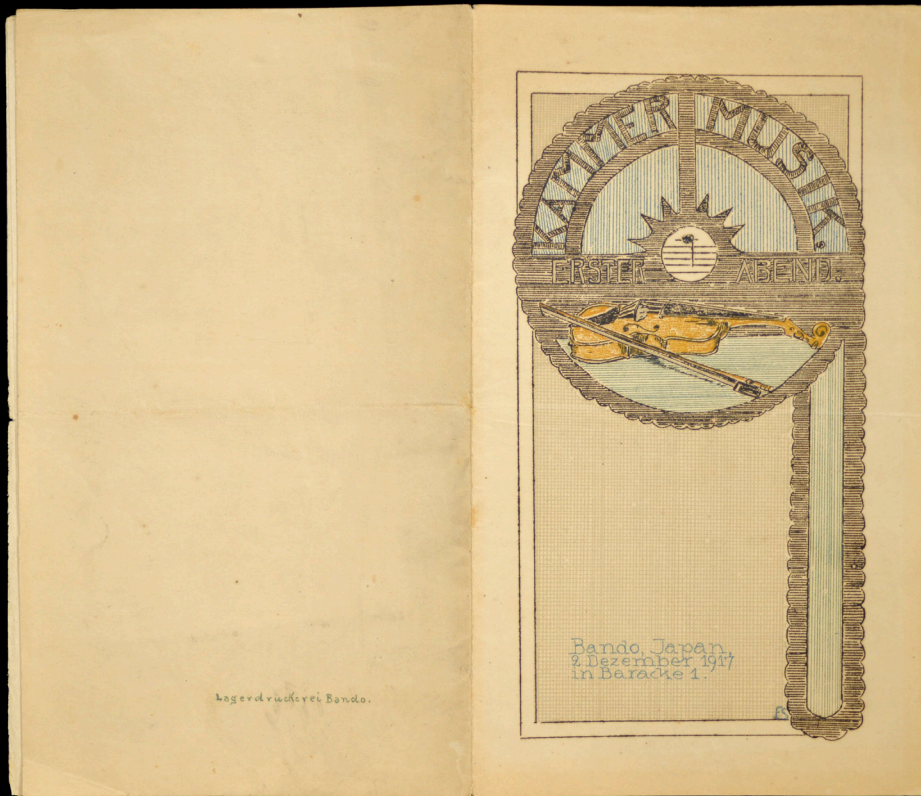 Lagerdruckerei Bando.
KAMMER MUSIK
ERSTER ABEND:
Bando, Japan,
2 Dezember 1917
in Baracke 1.